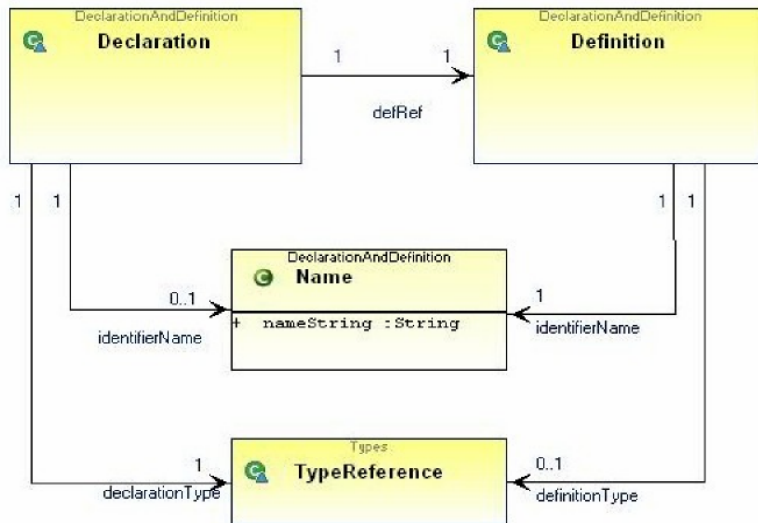 DeclarationAndDefinition
Declaration
DeclarationAndDefinition
Definition
1 1
defRef
1 1
1 1
DeclarationAndDefinition
Name
+ nameString :String
0..1
identifierName
1
identifierName
Types
TypeReference
1
declarationType
0..1
definitionType